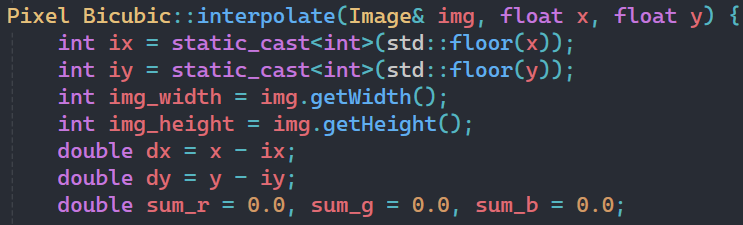 Pixel Bicubic::interpolate(Image& img, float x, float y) {
    int ix = static_cast<int>(std::floor(x));
    int iy = static_cast<int>(std::floor(y));
    int img_width = img.getWidth();
    int img_height = img.getHeight();
    double dx = x - ix;
    double dy = y - iy;
    double sum_r = 0.0, sum_g = 0.0, sum_b = 0.0;